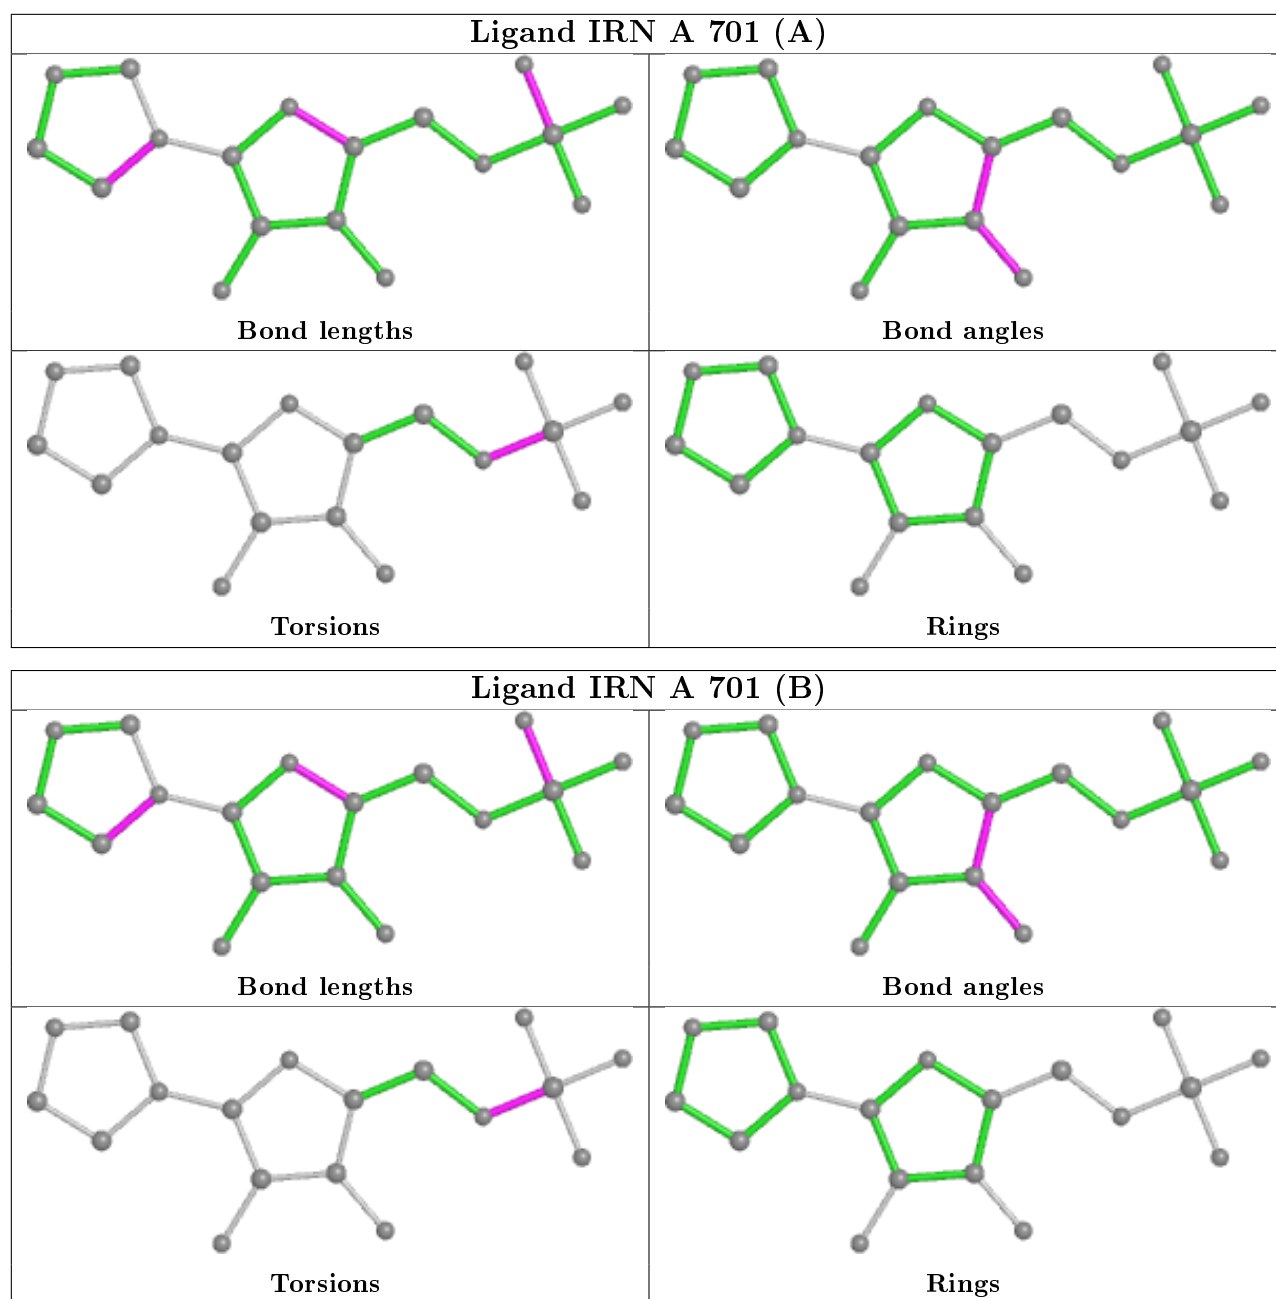 Ligand IRN A 701 (A)
Bond lengths
Bond angles
Torsions
Rings
Ligand IRN A 701 (B)
Bond lengths
Bond angles
Torsions
Rings